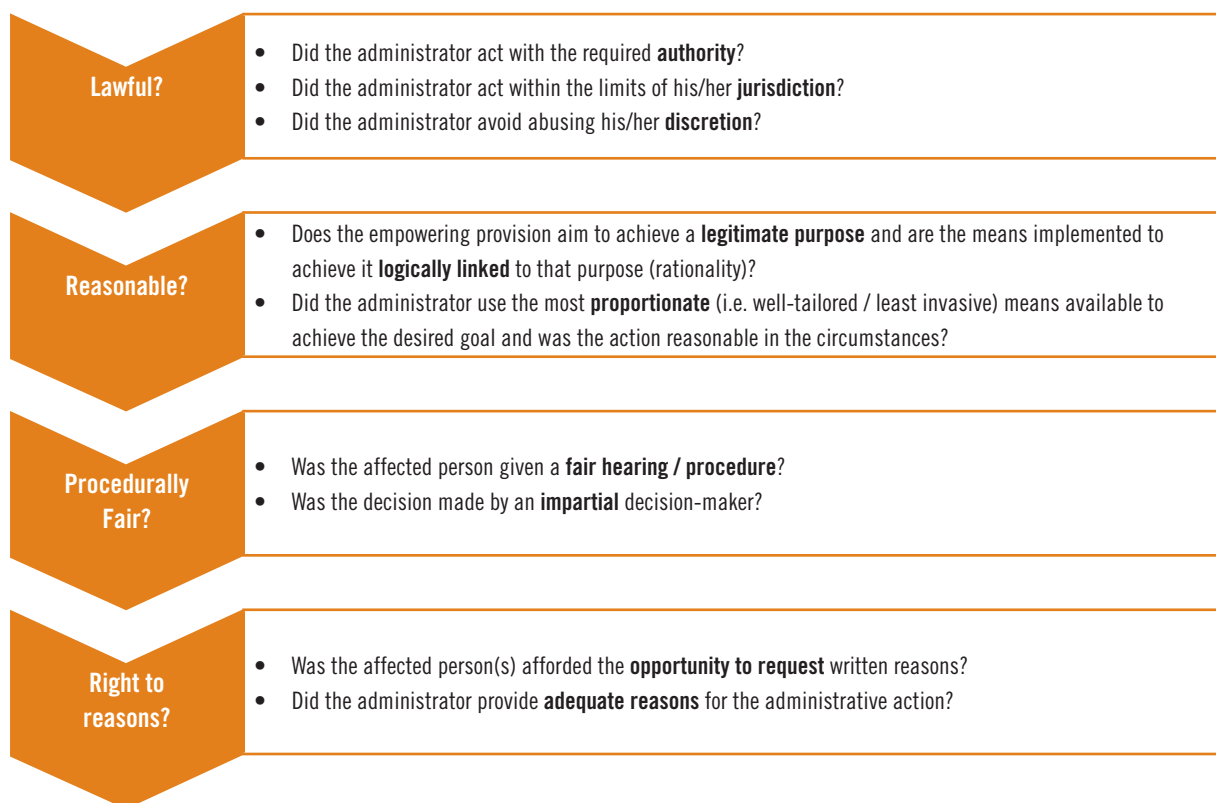 Lawful?
• Did the administrator act with the required authority?
• Did the administrator act within the limits of his/her jurisdiction?
• Did the administrator avoid abusing his/her discretion?
Reasonable?
• Does the empowering provision aim to achieve a legitimate purpose and are the means implemented to
achieve it logically linked to that purpose (rationality)?
• Did the administrator use the most proportionate (i.e. well-tailored / least invasive) means available to
achieve the desired goal and was the action reasonable in the circumstances?
Procedurally
Fair?
• Was the affected person given a fair hearing / procedure?
• Was the decision made by an impartial decision-maker?
Right to
reasons?
• Was the affected person(s) afforded the opportunity to request written reasons?
• Did the administrator provide adequate reasons for the administrative action?